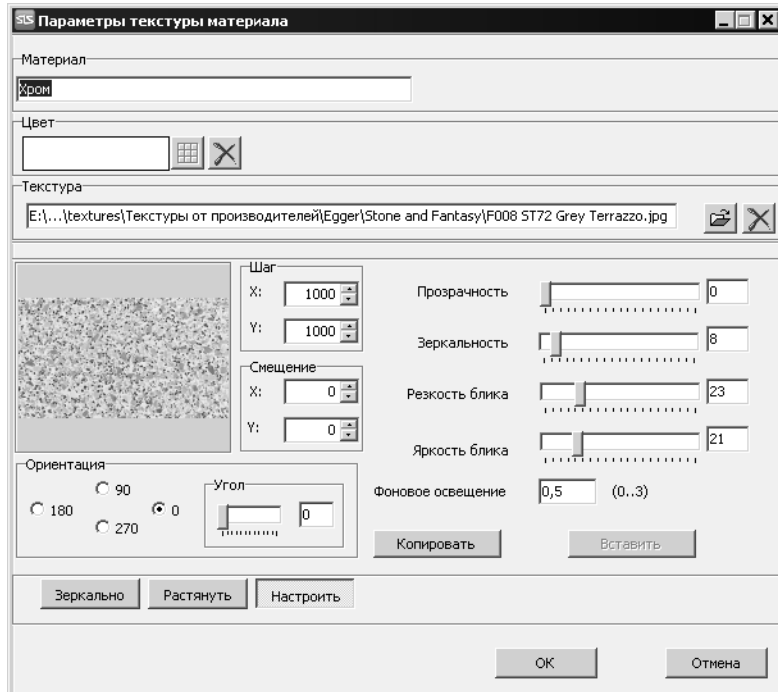 SLS Параметры текстуры материала
Материал
Хром
Цвет
Текстура
E:\...\textures\Текстуры от производителей\Egger\Stone and Fantasy\F008 ST72 Grey Terrazzo.jpg
Шаг
X: 1000
Y: 1000
Смещение
X: 0
Y: 0
Прозрачность 0
Зеркальность 8
Резкость блика 23
Яркость блика 21
Фоновое освещение 0,5 (0..3)
Ориентация
90
180
0
270
Угол
0
Копировать Вставить
Зеркально Растянуть Настроить
OK Отмена